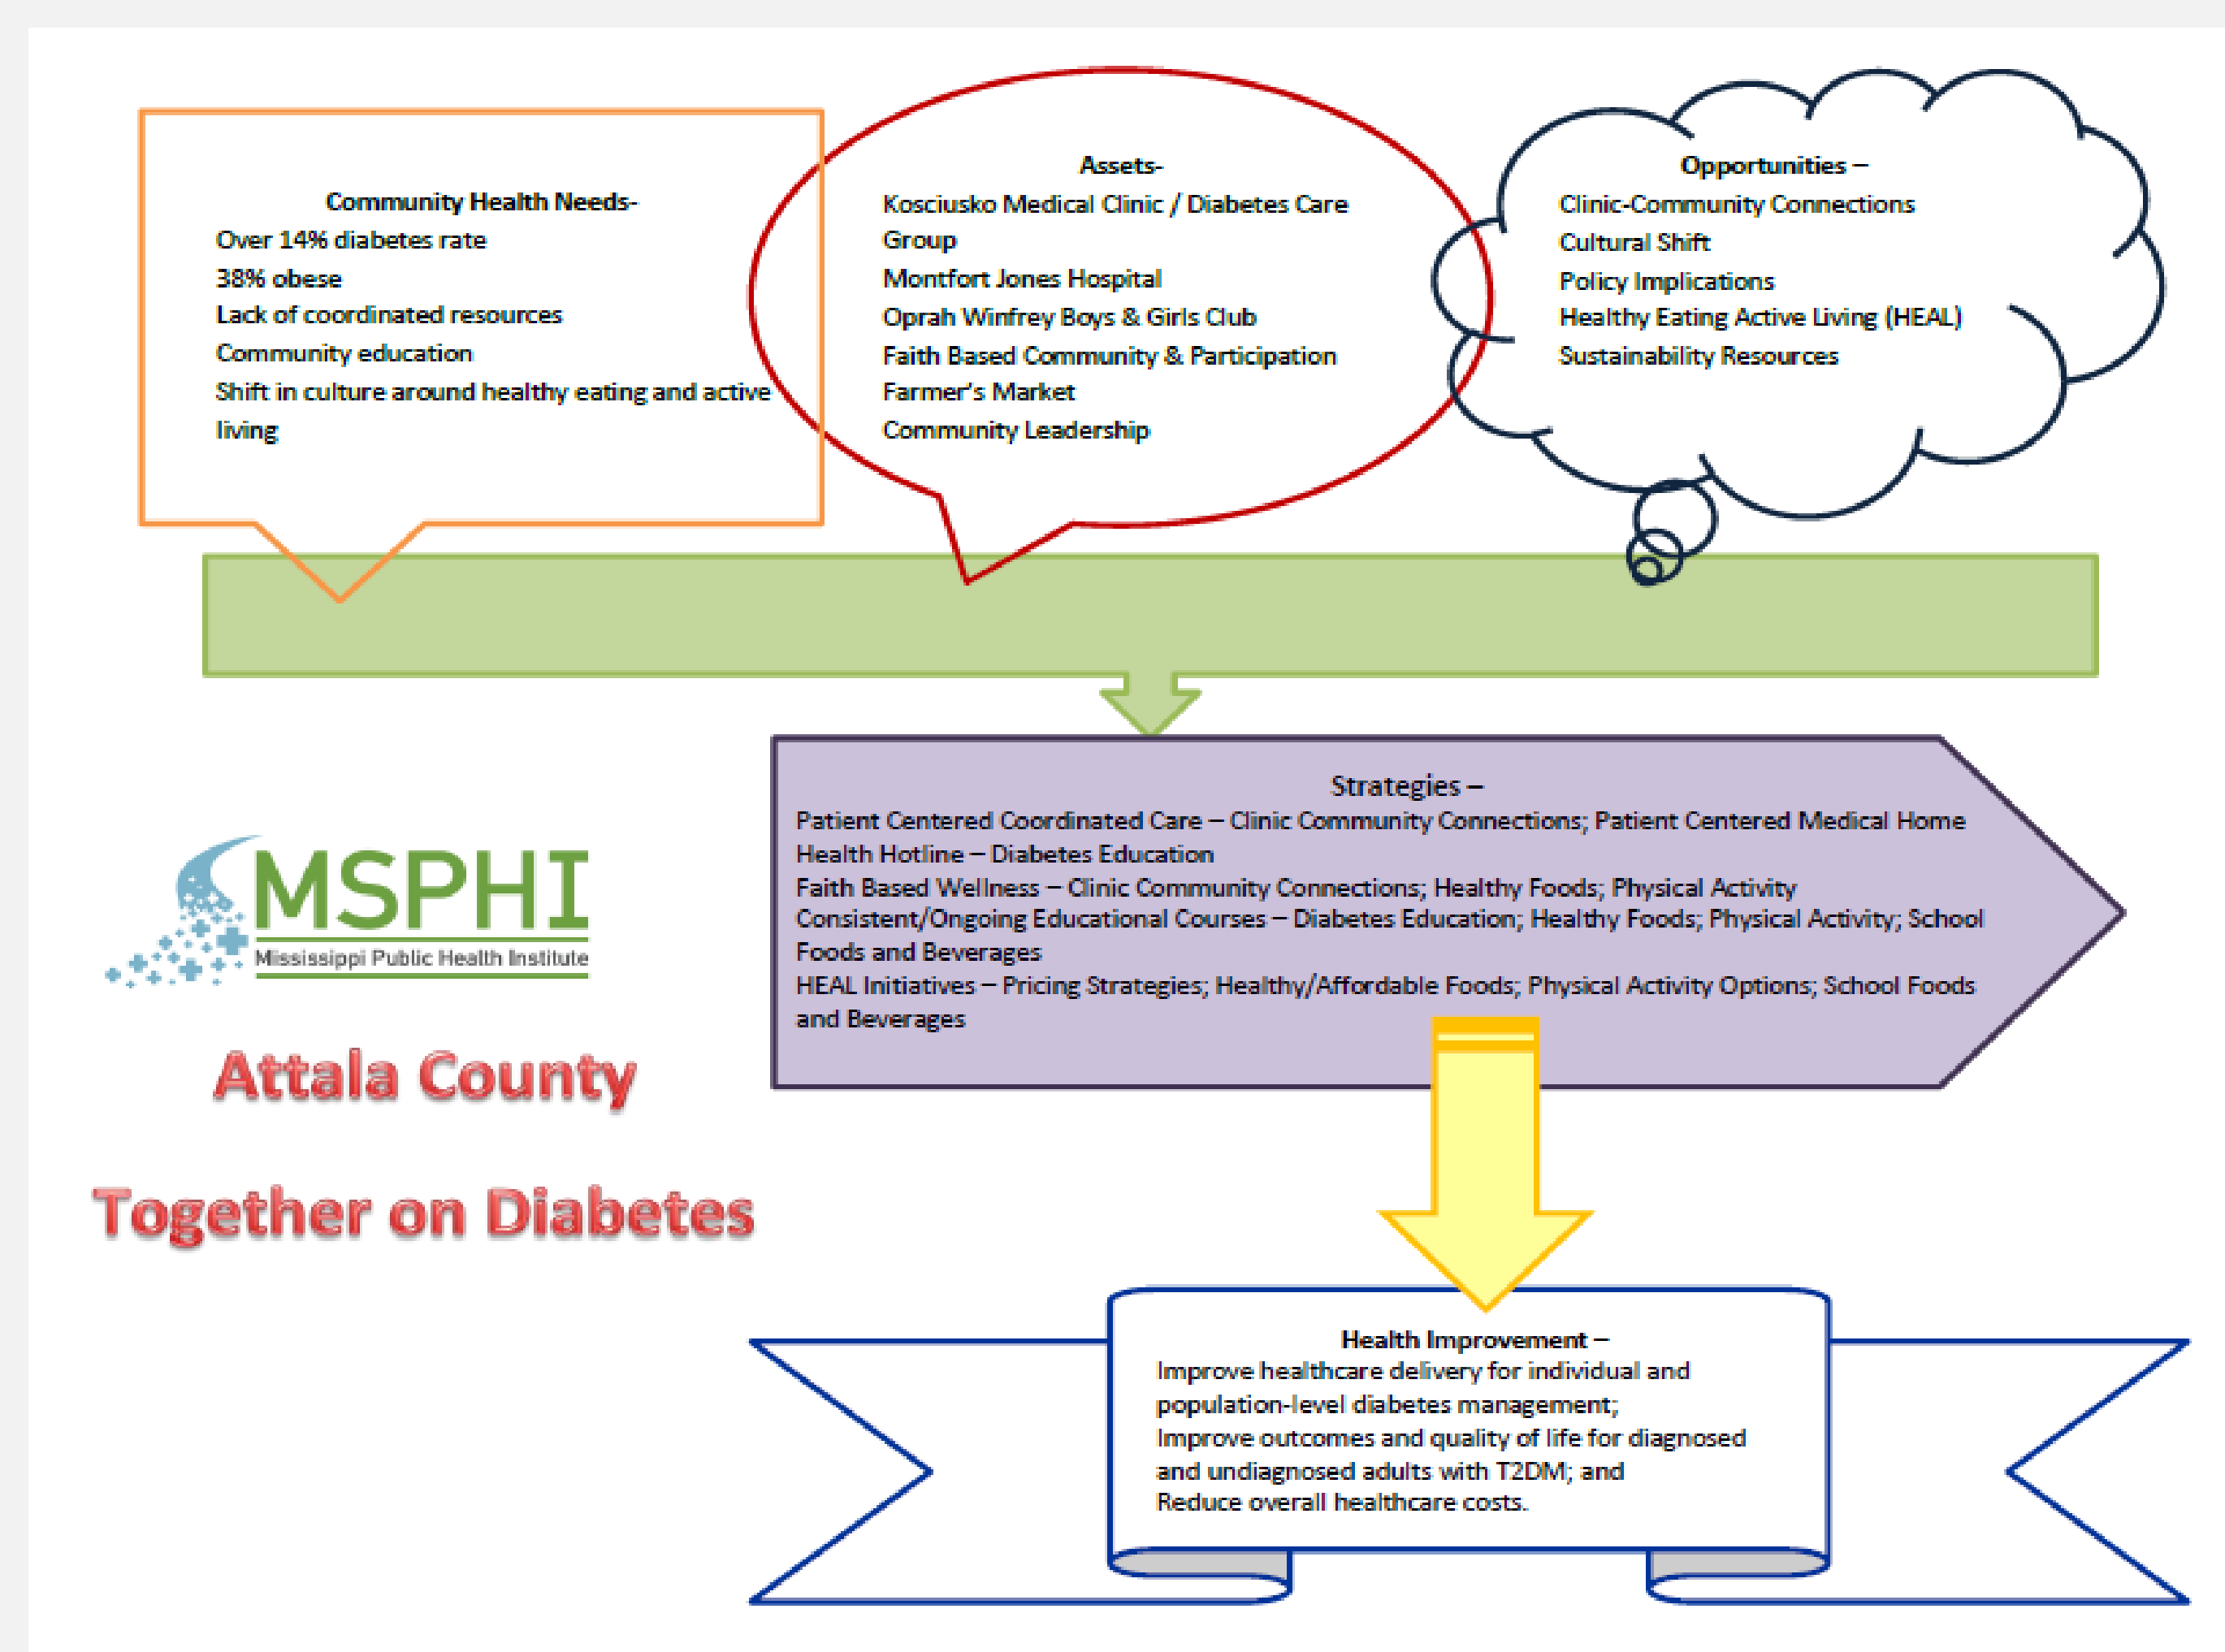 Community Health Needs-
Over 14% diabetes rate
38% obese
Lack of coordinated resources
Community education
Shift in culture around healthy eating and active
living
Assets-
Kosciusko Medical Clinic / Diabetes Care
Group
Montfort Jones Hospital
Oprah Winfrey Boys & Girls Club
Faith Based Community & Participation
Farmer's Market
Community Leadership
Opportunities –
Clinic-Community Connections
Cultural Shift
Policy Implications
Healthy Eating Active Living (HEAL)
Sustainability Resources
Strategies –
Patient Centered Coordinated Care – Clinic Community Connections; Patient Centered Medical Home
Health Hotline – Diabetes Education
Faith Based Wellness – Clinic Community Connections; Healthy Foods; Physical Activity
Consistent/Ongoing Educational Courses – Diabetes Education; Healthy Foods; Physical Activity; School
Foods and Beverages
HEAL Initiatives – Pricing Strategies; Healthy/Affordable Foods; Physical Activity Options; School Foods
and Beverages
MSPHI
Mississippi Public Health Institute
Attala County
Together on Diabetes
Health Improvement –
Improve healthcare delivery for individual and
population-level diabetes management;
Improve outcomes and quality of life for diagnosed
and undiagnosed adults with T2DM; and
Reduce overall healthcare costs.